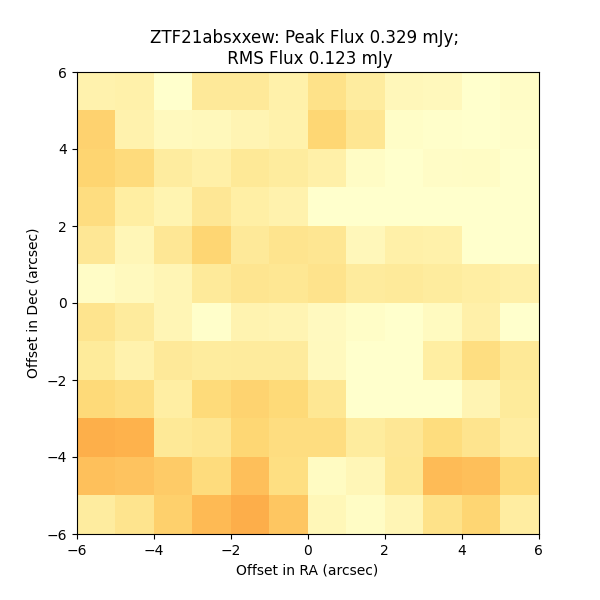 ZTF21absxxew: Peak Flux 0.329 mJy;
RMS Flux 0.123 mJy
6
4
2
0
−2
−4
−6
Offset in Dec (arcsec)
−6 −4 −2 0 2 4 6
Offset in RA (arcsec)